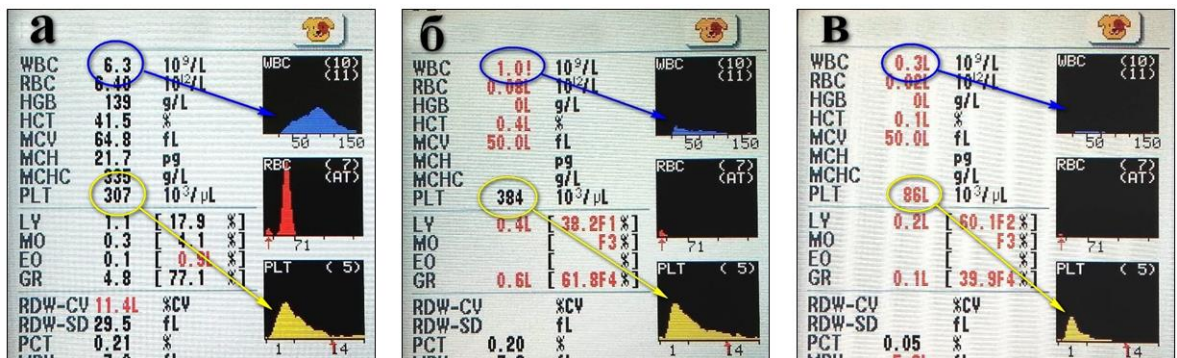 а
WBC 6.3 10⁹/L
RBC 6.40 10¹²/L
HGB 139 g/L
HCT 41.5 %
MCV 64.8 fL
MCH 21.7 pg
MCHC 335 g/L
PLT 307 10³/μL
LY 1.1 [ 17.9 %]
MO 0.3 [ 4.1 %]
EO 0.1 [ 0.9L %]
GR 4.8 [ 77.1 %]
RDW-CV 11.4L %CV
RDW-SD 29.5 fL
PCT 0.21 %
WBC (10)
(11)
50 150
RBC ( 7)
(AT)
71
PLT ( 5)
1 14
б
WBC 1.0! 10⁹/L
RBC 0.08L 10¹²/L
HGB 0L g/L
HCT 0.4L %
MCV 50.0L fL
MCH pg
MCHC g/L
PLT 384 10³/μL
LY 0.4L [ 38.2F1%]
MO [ F3%]
EO [ %]
GR 0.6L [ 61.8F4%]
RDW-CV %CV
RDW-SD fL
PCT 0.20 %
WBC (10)
(11)
50 150
RBC ( 7)
(AT)
71
PLT ( 5)
1 14
в
WBC 0.3L 10⁹/L
RBC 0.02L 10¹²/L
HGB 0L g/L
HCT 0.1L %
MCV 50.0L fL
MCH pg
MCHC g/L
PLT 86L 10³/μL
LY 0.2L [ 60.1F2%]
MO [ F3%]
EO [ %]
GR 0.1L [ 39.9F4%]
RDW-CV %CV
RDW-SD fL
PCT 0.05 %
WBC (10)
(11)
50 150
RBC ( 7)
(AT)
71
PLT ( 5)
1 14